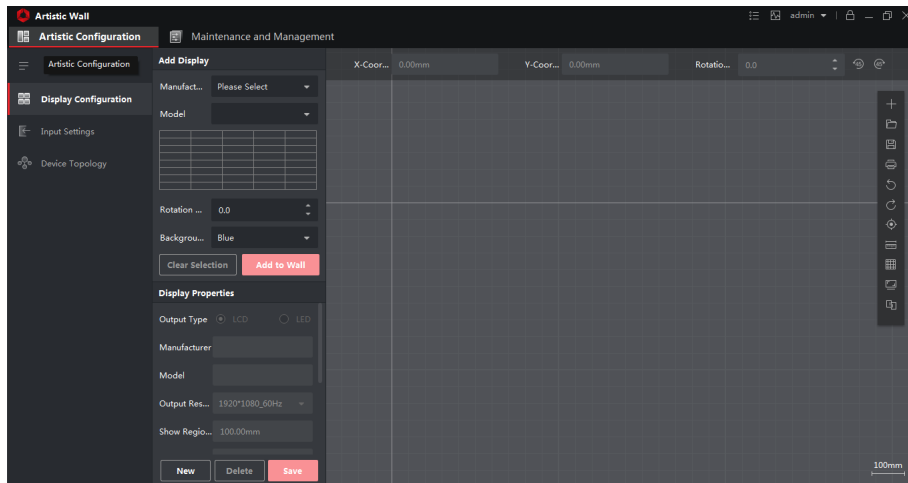 Artistic Wall
admin
Artistic Configuration
Maintenance and Management
Artistic Configuration
Display Configuration
Input Settings
Device Topology
Add Display
Manufact... Please Select
Model
Rotation ... 0.0
Backgrou... Blue
Clear Selection Add to Wall
Display Properties
Output Type LCD LED
Manufacturer
Model
Output Res... 1920*1080_60Hz
Show Regio... 100.00mm
New Delete Save
X-Coor... 0.00mm Y-Coor... 0.00mm Rotatio... 0.0 45 45
100mm